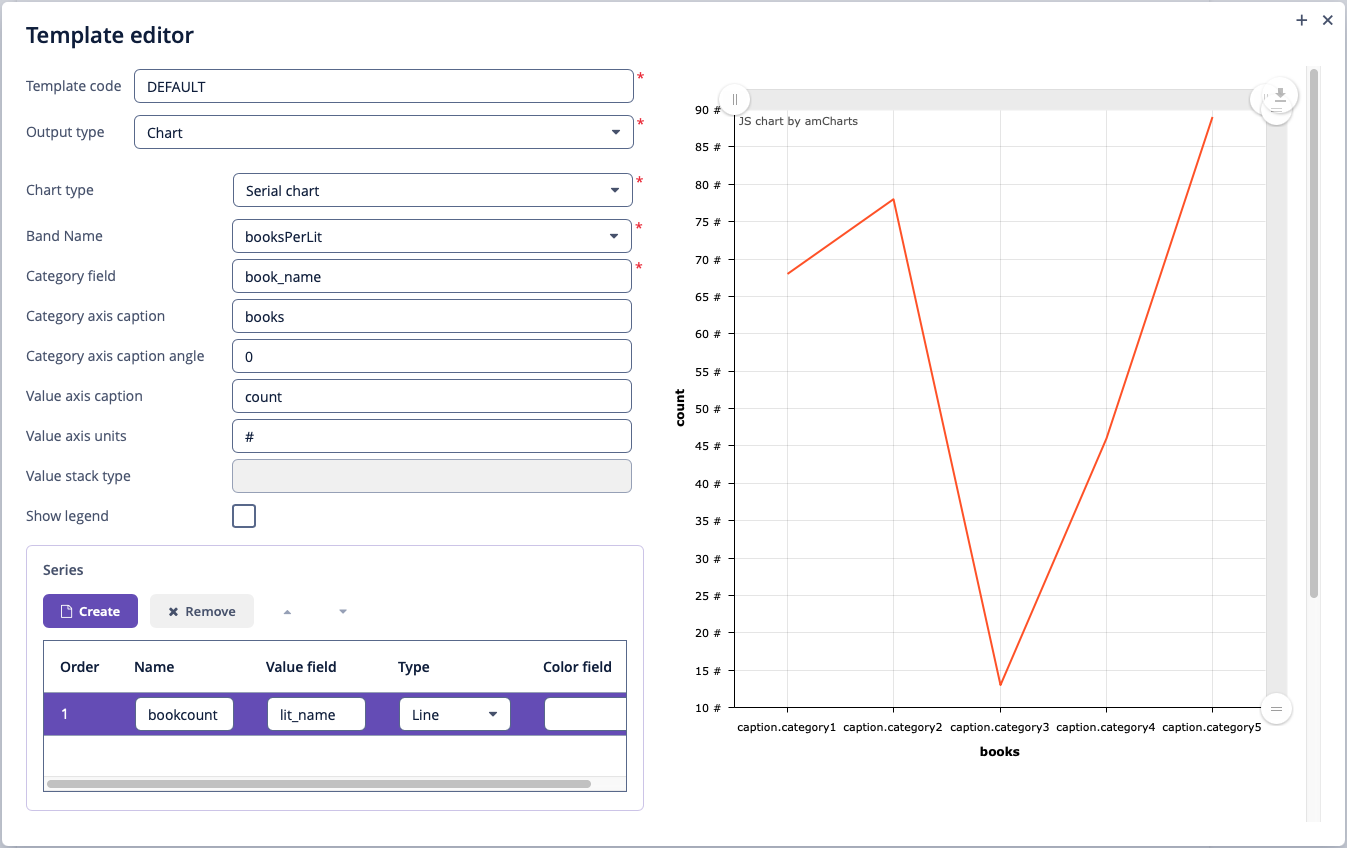 Template editor
Template code DEFAULT *
Output type Chart *
Chart type Serial chart *
Band Name booksPerLit *
Category field book_name *
Category axis caption books
Category axis caption angle 0
Value axis caption count
Value axis units #
Value stack type
Show legend
Series
Create Remove
Order Name Value field Type Color field
1 bookcount lit_name Line
JS chart by amCharts
90 #
85 #
80 #
75 #
70 #
65 #
60 #
55 #
50 #
45 #
40 #
35 #
30 #
25 #
20 #
15 #
10 #
count
caption.category1 caption.category2 caption.category3 caption.category4 caption.category5
books